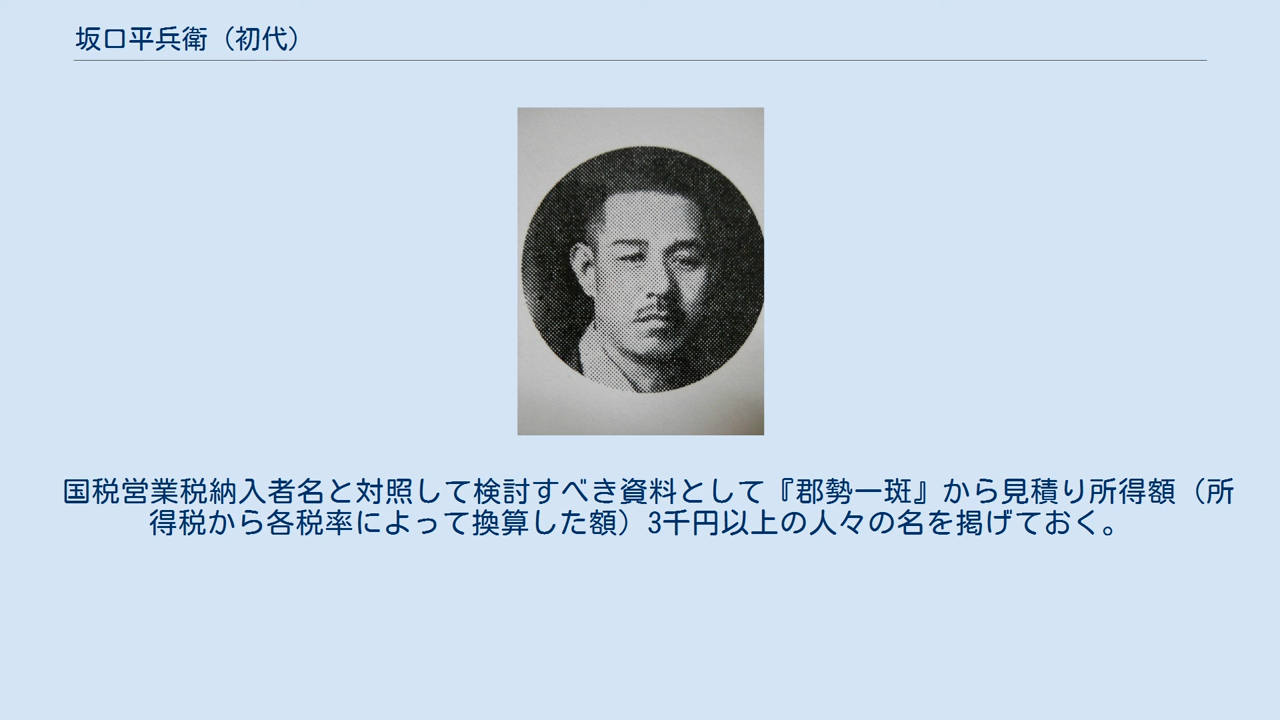 坂口平兵衛（初代）
国税営業税納入者名と対照して検討すべき資料として『郡勢一斑』から見積り所得額（所
得税から各税率によって換算した額）3千円以上の人々の名を掲げておく。